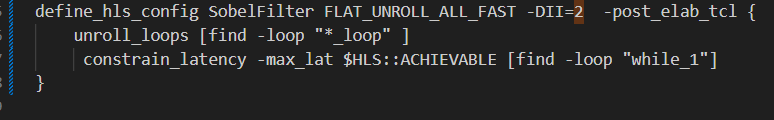 define_hls_config SobelFilter FLAT_UNROLL_ALL_FAST -DII=2  -post_elab_tcl {
unroll_loops [find -loop "*_loop" ]
constrain_latency -max_lat $HLS::ACHIEVABLE [find -loop "while_1"]
}